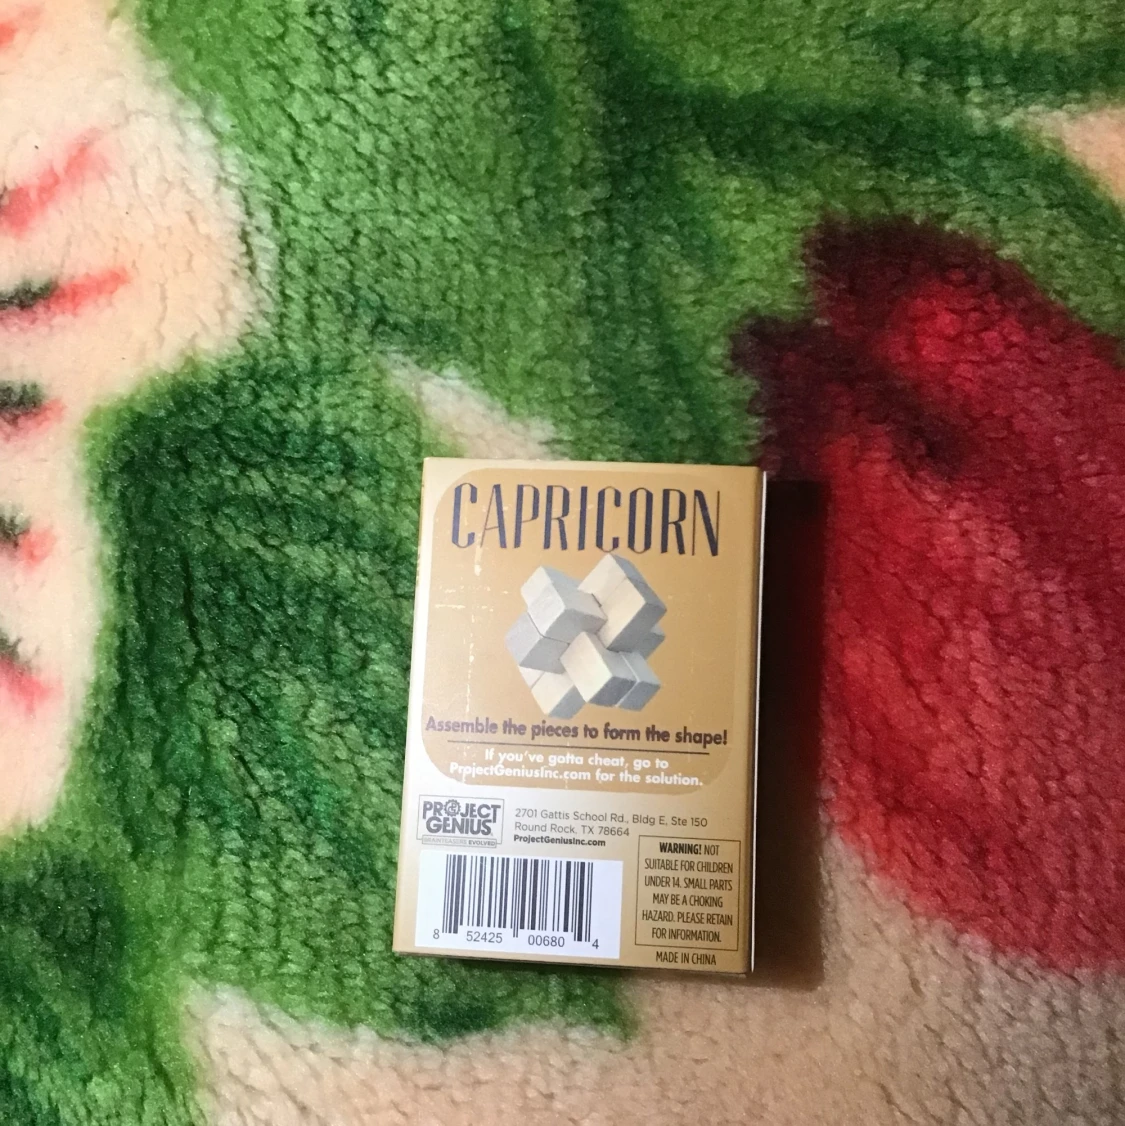 CAPRICORN
Assemble the pieces to form the shape!
If you've gotta cheat, go to
ProjectGeniusInc.com for the solution.
PROJECT
GENIUS
BRAINTEASERS EVOLVED
2701 Gattis School Rd., Bldg E, Ste 150
Round Rock, TX 78664
ProjectGeniusInc.com
WARNING! NOT
SUITABLE FOR CHILDREN
UNDER 14. SMALL PARTS
MAY BE A CHOKING
HAZARD. PLEASE RETAIN
FOR INFORMATION.
8 52425 00680 4
MADE IN CHINA